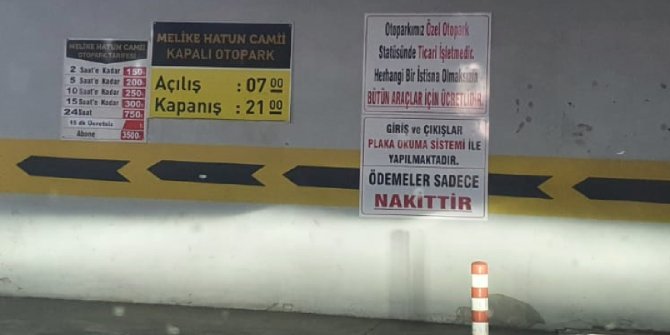 MELİKE HATUN CAMİİ
OTOPARK TARİFESİ
2 Saat'e Kadar 150
5 Saat'e Kadar 200
10 Saat'e Kadar 250
15 Saat'e Kadar 300
24 Saat 750
15 dk Ücretsiz
Abone 3500
MELİKE HATUN CAMİİ
KAPALI OTOPARK
Açılış : 07 00
Kapanış : 21 00
Otoparkımız Özel Otopark
Statüsünde Ticari İşletmedir.
Herhangi Bir İstisna Olmaksızın
BÜTÜN ARAÇLAR İÇİN ÜCRETLİDİR.
GİRİŞ ve ÇIKIŞLAR
PLAKA OKUMA SİSTEMİ İLE
YAPILMAKTADIR.
ÖDEMELER SADECE
NAKİTTİR